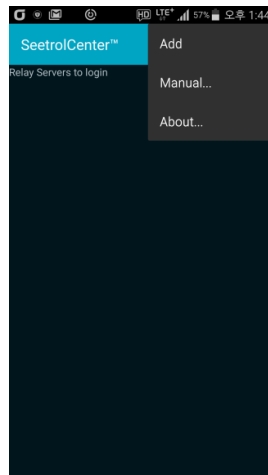 HD LTE+ 57% 오후 1:44
SeetrolCenter™
Add
Relay Servers to login
Manual...
About...